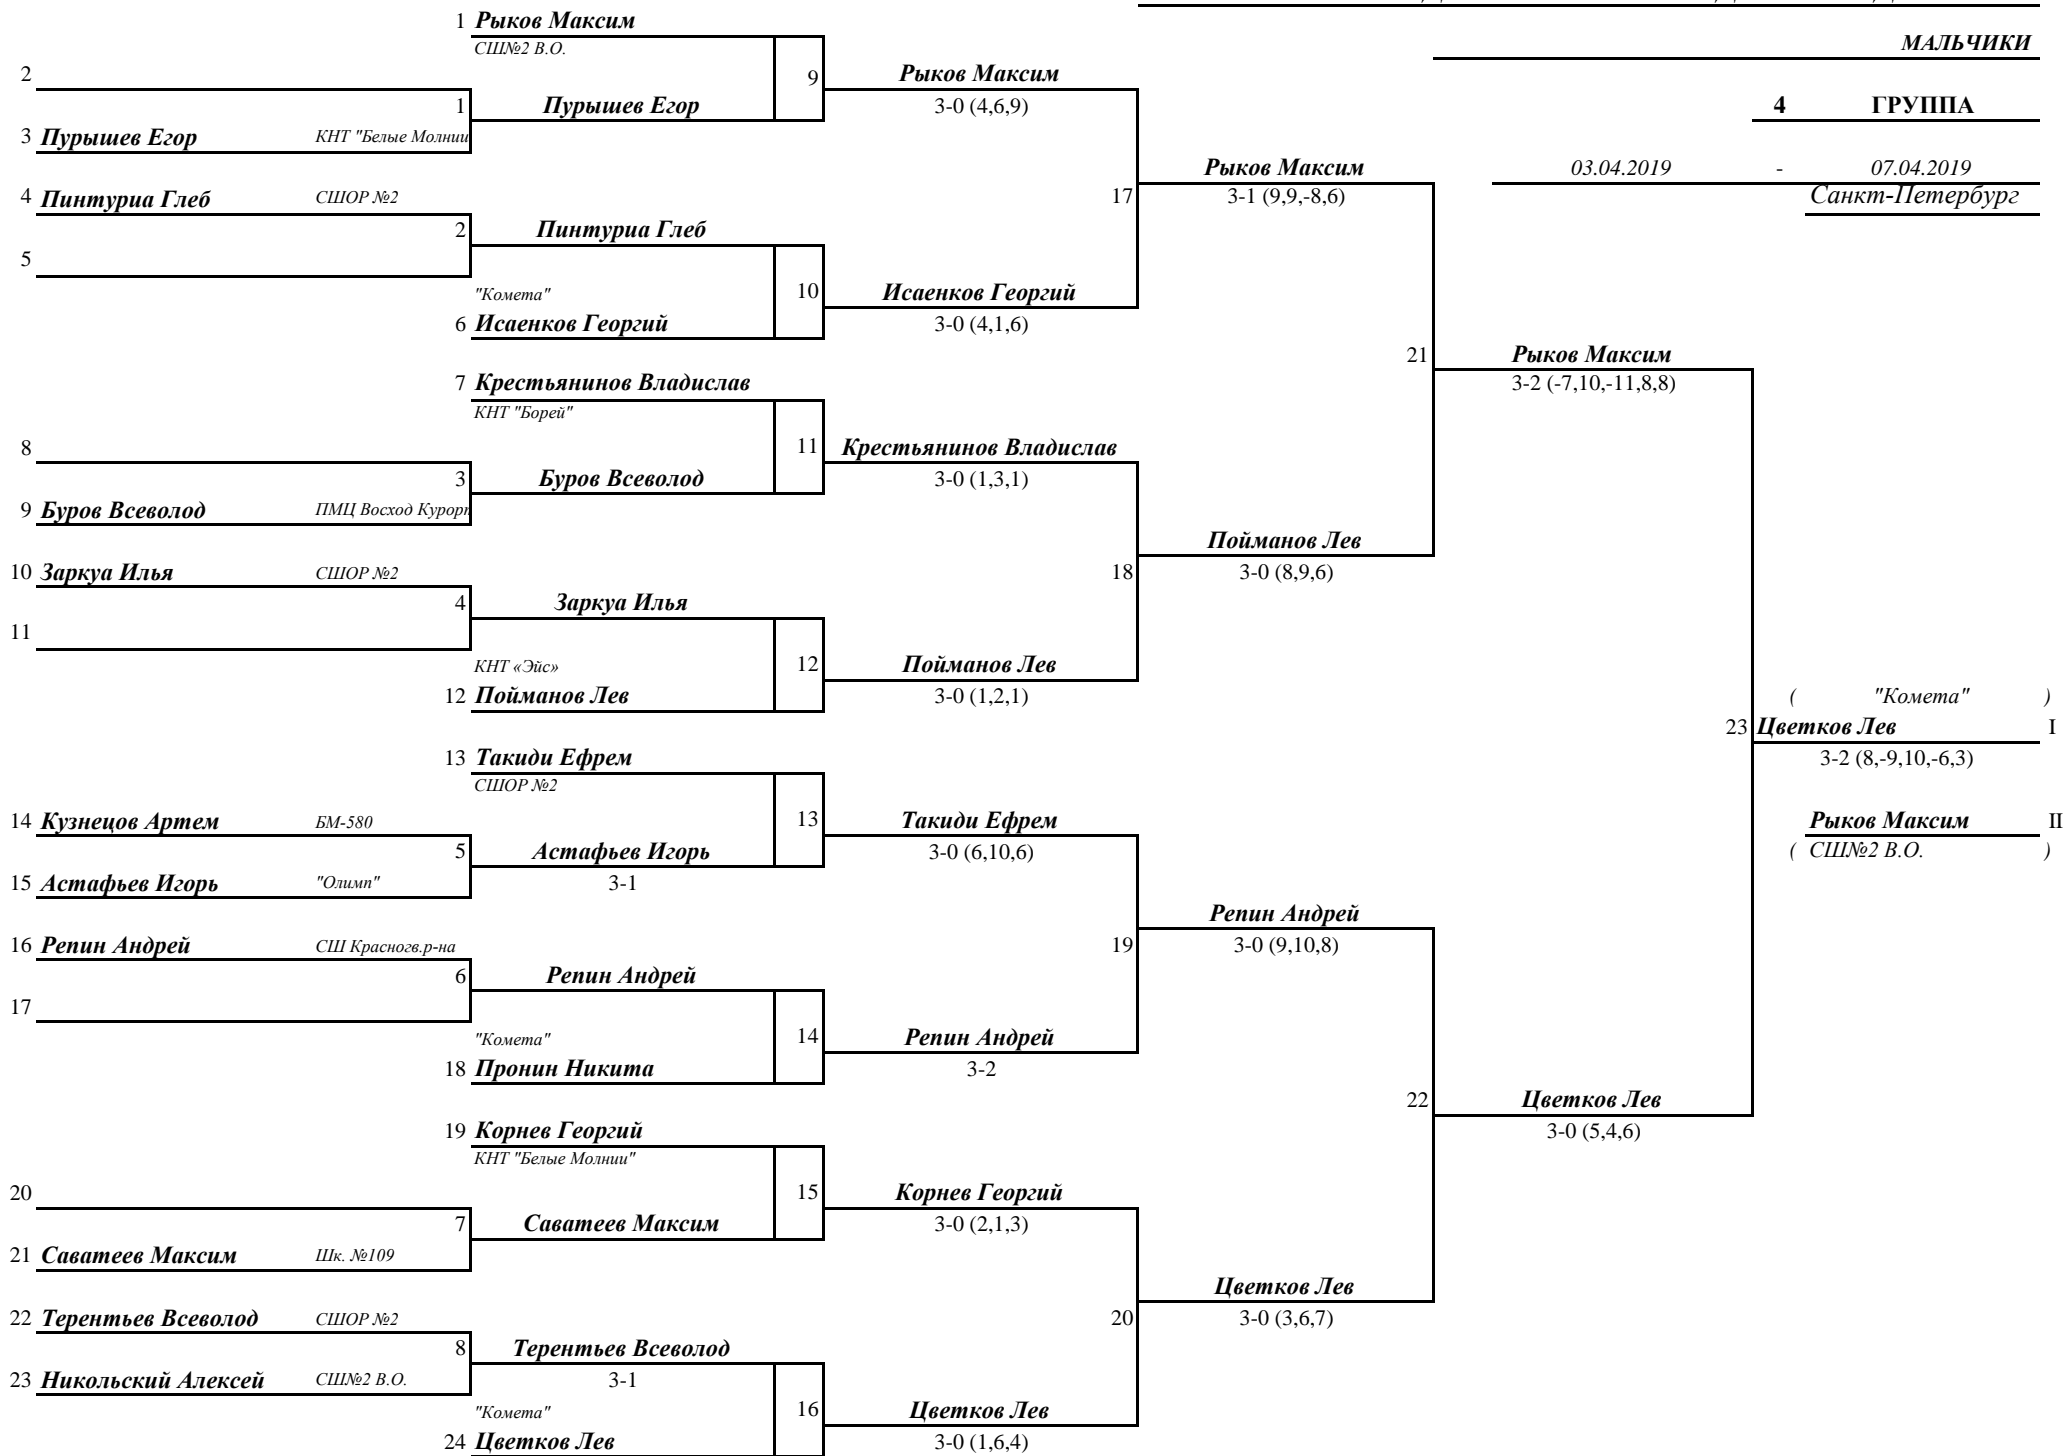 1 Рыков Максим
СШ№2 В.О.
МАЛЬЧИКИ
2
9 Рыков Максим
1 Пурышев Егор
3-0 (4,6,9)
4 ГРУППА
3 Пурышев Егор КНТ "Белые Молнии
Рыков Максим
03.04.2019 - 07.04.2019
4 Пинтуриа Глеб СШОР №2
17
3-1 (9,9,-8,6)
Санкт-Петербург
2 Пинтуриа Глеб
5
"Комета"
10 Исаенков Георгий
6 Исаенков Георгий
3-0 (4,1,6)
21 Рыков Максим
7 Крестьянинов Владислав
3-2 (-7,10,-11,8,8)
КНТ "Борей"
8
11 Крестьянинов Владислав
3 Буров Всеволод
3-0 (1,3,1)
9 Буров Всеволод ПМЦ Восход Курорт
Пойманов Лев
10 Заркуа Илья СШОР №2
18
3-0 (8,9,6)
4 Заркуа Илья
11
КНТ «Эйс»
12 Пойманов Лев
12 Пойманов Лев
3-0 (1,2,1)
( "Комета" )
23 Цветков Лев I
13 Такиди Ефрем
3-2 (8,-9,10,-6,3)
СШОР №2
14 Кузнецов Артем БМ-580
13 Такиди Ефрем
Рыков Максим II
5 Астафьев Игорь
3-0 (6,10,6)
( СШ№2 В.О. )
15 Астафьев Игорь "Олимп"
3-1
Репин Андрей
16 Репин Андрей СШ Красногв.р-на
19
3-0 (9,10,8)
6 Репин Андрей
17
"Комета"
14 Репин Андрей
18 Пронин Никита
3-2
22 Цветков Лев
19 Корнев Георгий
3-0 (5,4,6)
КНТ "Белые Молнии"
20
15 Корнев Георгий
7 Саватеев Максим
3-0 (2,1,3)
21 Саватеев Максим Шк. №109
Цветков Лев
22 Терентьев Всеволод СШОР №2
20
3-0 (3,6,7)
8 Терентьев Всеволод
23 Никольский Алексей СШ№2 В.О.
3-1
"Комета"
16 Цветков Лев
24 Цветков Лев
3-0 (1,6,4)